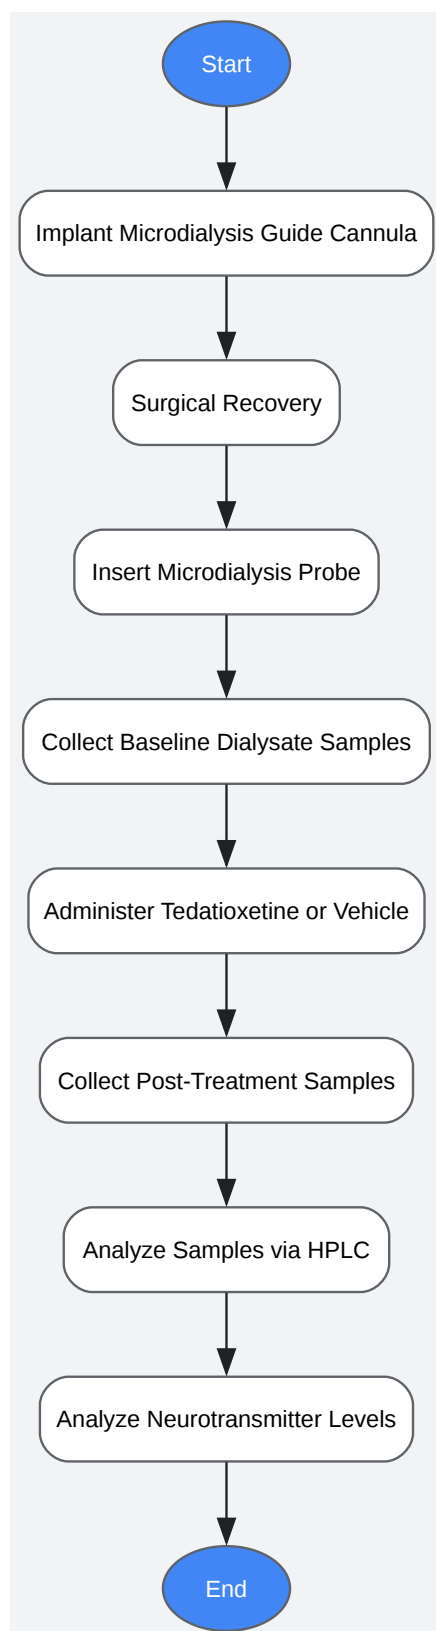 Start
Implant Microdialysis Guide Cannula
Surgical Recovery
Insert Microdialysis Probe
Collect Baseline Dialysate Samples
Administer Tedatioxetine or Vehicle
Collect Post-Treatment Samples
Analyze Samples via HPLC
Analyze Neurotransmitter Levels
End